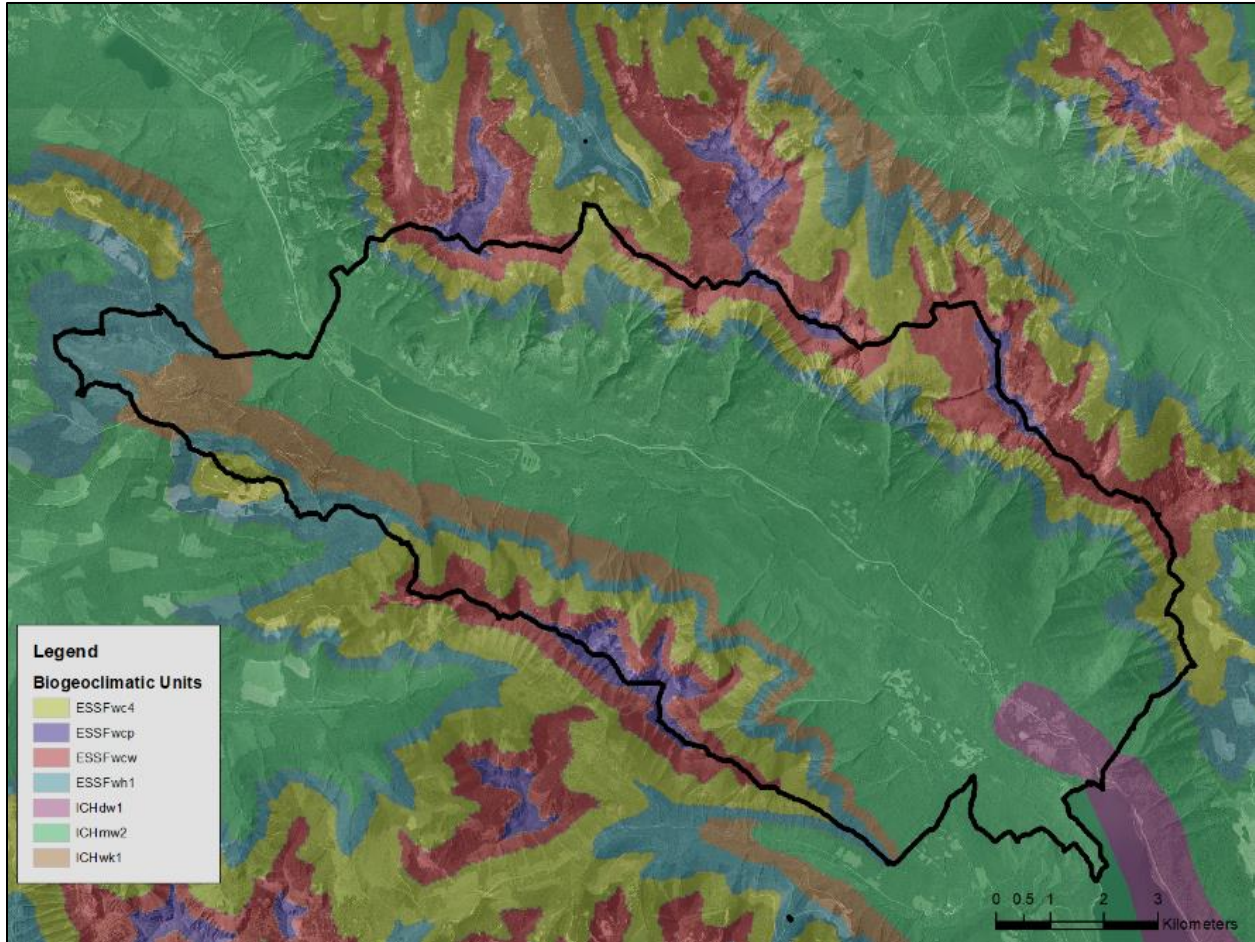 Legend
Biogeoclimatic Units
ESSFwc4
ESSFwcp
ESSFwcw
ESSFwh1
ICHdw1
ICHmw2
ICHwk1
0 0.5 1 2 3
Kilometers